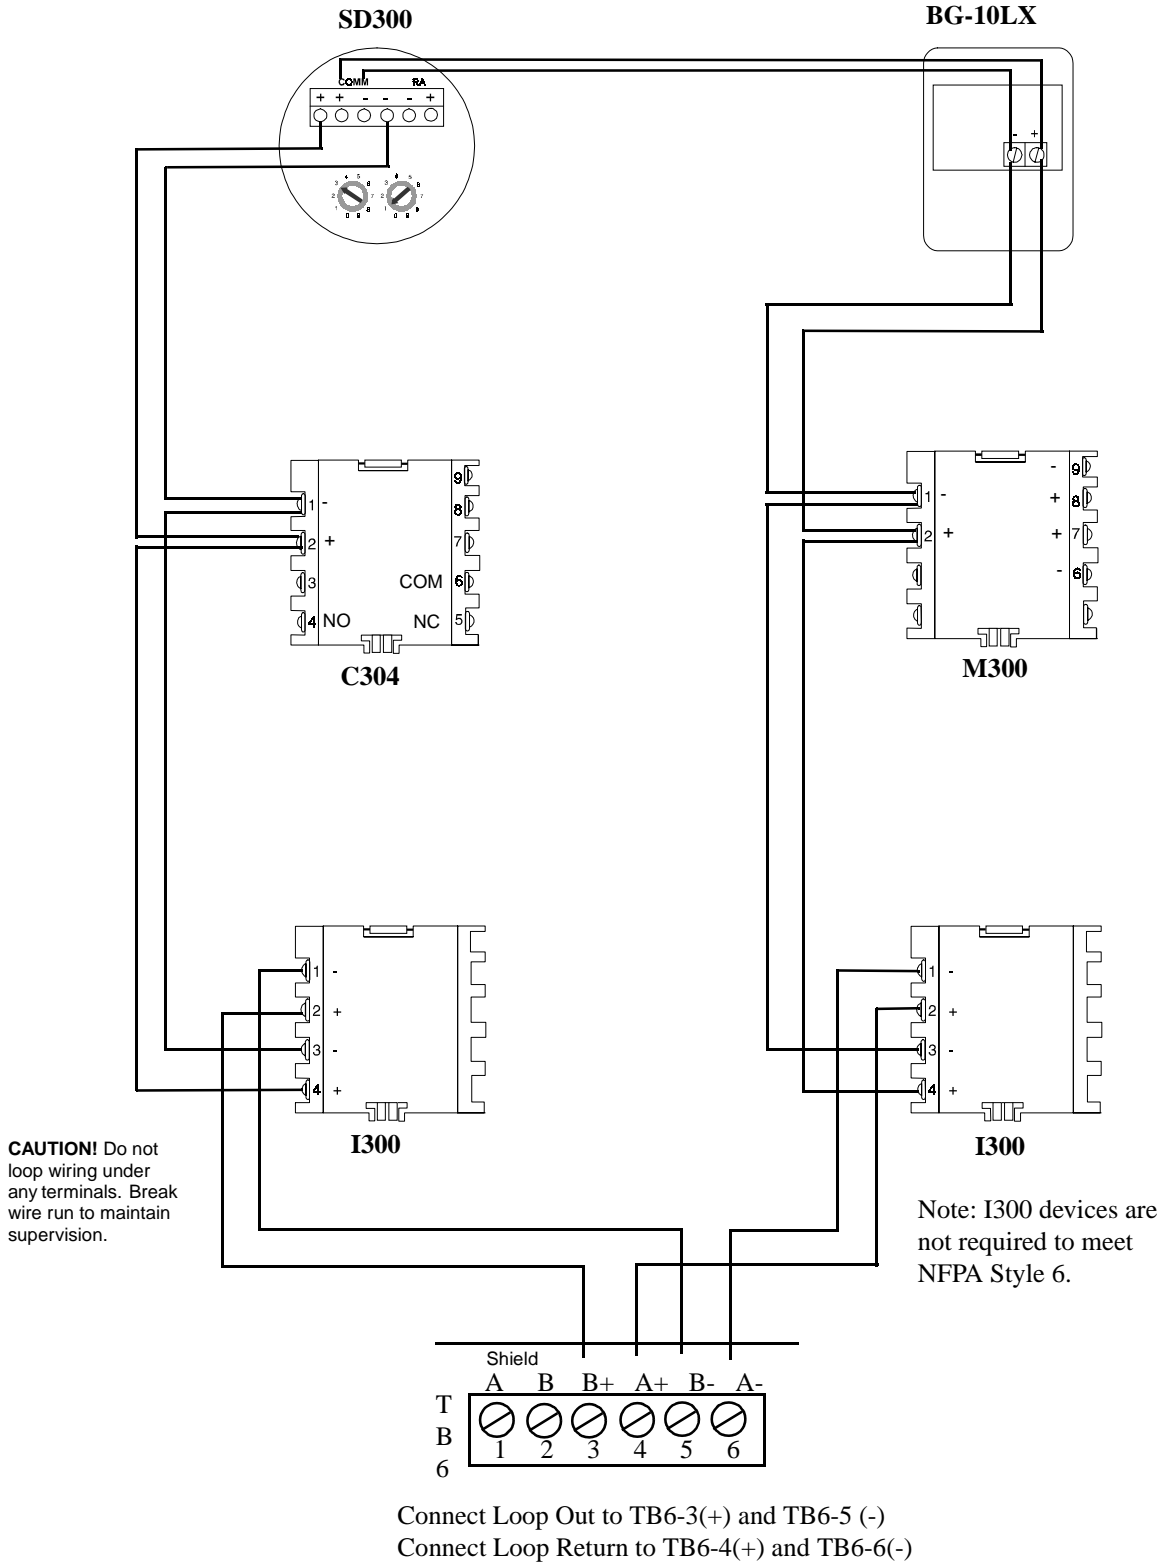 SD300
BG-10LX
COMM RA
+ + - - - +
- +
1 -
2 +
3
4 NO
9
8
7
COM 6
NC 5
C304
1 -
2 +
- 9
+ 8
+ 7
- 6
M300
1 -
2 +
3 -
4 +
I300
1 -
2 +
3 -
4 +
I300
CAUTION! Do not
loop wiring under
any terminals. Break
wire run to maintain
supervision.
Note: I300 devices are
not required to meet
NFPA Style 6.
Shield
A B B+ A+ B- A-
T
B
6
1 2 3 4 5 6
Connect Loop Out to TB6-3(+) and TB6-5 (-)
Connect Loop Return to TB6-4(+) and TB6-6(-)